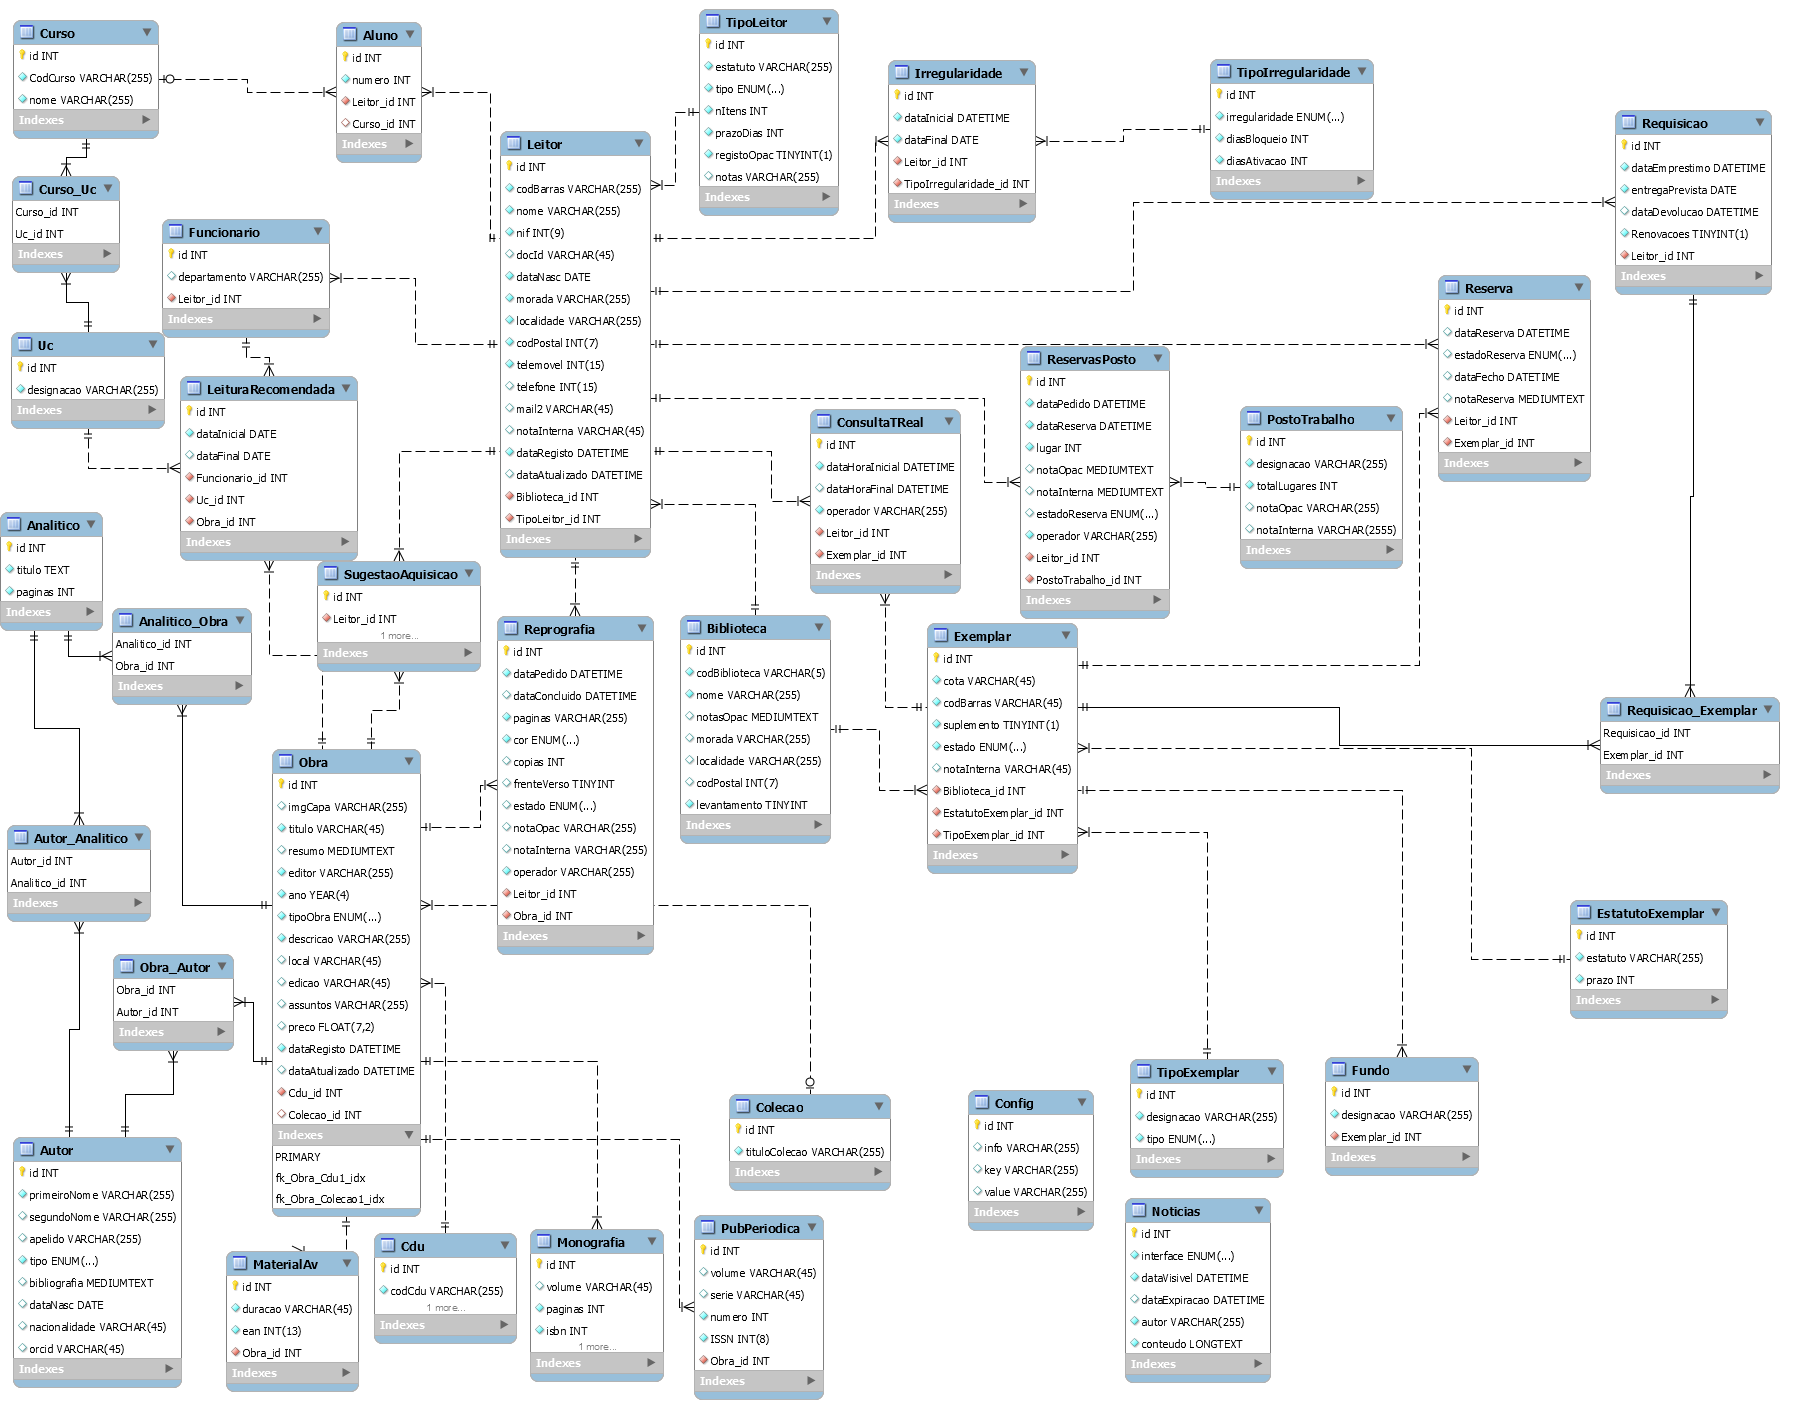 Curso
id INT
CodCurso VARCHAR(255)
nome VARCHAR(255)
Indexes
Aluno
id INT
numero INT
Leitor_id INT
Curso_id INT
Indexes
TipoLeitor
id INT
estatuto VARCHAR(255)
tipo ENUM(...)
nItens INT
prazoDias INT
registoOpac TINYINT(1)
notas VARCHAR(255)
Indexes
Irregularidade
id INT
dataInicial DATETIME
dataFinal DATE
Leitor_id INT
TipoIrregularidade_id INT
Indexes
TipoIrregularidade
id INT
irregularidade ENUM(...)
diasBloqueio INT
diasAtivacao INT
Indexes
Requisicao
id INT
dataEmprestimo DATETIME
entregaPrevista DATE
dataDevolucao DATETIME
Renovacoes TINYINT(1)
Leitor_id INT
Indexes
Leitor
id INT
codBarras VARCHAR(255)
nome VARCHAR(255)
nif INT(9)
docId VARCHAR(45)
dataNasc DATE
morada VARCHAR(255)
localidade VARCHAR(255)
codPostal INT(7)
telemovel INT(15)
telefone INT(15)
mail2 VARCHAR(45)
notaInterna VARCHAR(45)
dataRegisto DATETIME
dataAtualizado DATETIME
Biblioteca_id INT
TipoLeitor_id INT
Indexes
Curso_Uc
Curso_id INT
Uc_id INT
Indexes
Funcionario
id INT
departamento VARCHAR(255)
Leitor_id INT
Indexes
Reserva
id INT
dataReserva DATETIME
estadoReserva ENUM(...)
dataFecho DATETIME
notaReserva MEDIUMTEXT
Leitor_id INT
Exemplar_id INT
Indexes
Uc
id INT
designacao VARCHAR(255)
Indexes
LeituraRecomendada
id INT
dataInicial DATE
dataFinal DATE
Funcionario_id INT
Uc_id INT
Obra_id INT
Indexes
ReservasPosto
id INT
dataPedido DATETIME
dataReserva DATETIME
lugar INT
notaOpac MEDIUMTEXT
notaInterna MEDIUMTEXT
estadoReserva ENUM(...)
operador VARCHAR(255)
Leitor_id INT
PostoTrabalho_id INT
Indexes
ConsultaTReal
id INT
dataHoraInicial DATETIME
dataHoraFinal DATETIME
operador VARCHAR(255)
Leitor_id INT
Exemplar_id INT
Indexes
PostoTrabalho
id INT
designacao VARCHAR(255)
totalLugares INT
notaOpac VARCHAR(255)
notaInterna VARCHAR(2555)
Indexes
Analitico
id INT
titulo TEXT
paginas INT
Indexes
SugestaoAquisicao
id INT
Leitor_id INT
1 more...
Indexes
Analitico_Obra
Analitico_id INT
Obra_id INT
Indexes
Reprografia
id INT
dataPedido DATETIME
dataConcluido DATETIME
paginas VARCHAR(255)
cor ENUM(...)
copias INT
frenteVerso TINYINT
estado ENUM(...)
notaOpac VARCHAR(255)
notaInterna VARCHAR(255)
operador VARCHAR(255)
Leitor_id INT
Obra_id INT
Indexes
Biblioteca
id INT
codBiblioteca VARCHAR(5)
nome VARCHAR(255)
notasOpac MEDIUMTEXT
morada VARCHAR(255)
localidade VARCHAR(255)
codPostal INT(7)
levantamento TINYINT
Indexes
Exemplar
id INT
cota VARCHAR(45)
codBarras VARCHAR(45)
suplemento TINYINT(1)
estado ENUM(...)
notaInterna VARCHAR(45)
Biblioteca_id INT
EstatutoExemplar_id INT
TipoExemplar_id INT
Indexes
Requisicao_Exemplar
Requisicao_id INT
Exemplar_id INT
Indexes
Obra
id INT
imgCapa VARCHAR(255)
titulo VARCHAR(45)
resumo MEDIUMTEXT
editor VARCHAR(255)
ano YEAR(4)
tipoObra ENUM(...)
descricao VARCHAR(255)
local VARCHAR(45)
edicao VARCHAR(45)
assuntos VARCHAR(255)
preco FLOAT(7,2)
dataRegisto DATETIME
dataAtualizado DATETIME
Cdu_id INT
Colecao_id INT
Indexes
PRIMARY
fk_Obra_Cdu1_idx
fk_Obra_Colecao1_idx
Autor_Analitico
Autor_id INT
Analitico_id INT
Indexes
EstatutoExemplar
id INT
estatuto VARCHAR(255)
prazo INT
Indexes
Obra_Autor
Obra_id INT
Autor_id INT
Indexes
TipoExemplar
id INT
designacao VARCHAR(255)
tipo ENUM(...)
Indexes
Fundo
id INT
designacao VARCHAR(255)
Exemplar_id INT
Indexes
Colecao
id INT
tituloColecao VARCHAR(255)
Indexes
Config
id INT
info VARCHAR(255)
key VARCHAR(255)
value VARCHAR(255)
Indexes
Autor
id INT
primeiroNome VARCHAR(255)
segundoNome VARCHAR(255)
apelido VARCHAR(255)
tipo ENUM(...)
bibliografia MEDIUMTEXT
dataNasc DATE
nacionalidade VARCHAR(45)
orcid VARCHAR(45)
Indexes
MaterialAv
id INT
duracao VARCHAR(45)
ean INT(13)
Obra_id INT
Indexes
Cdu
id INT
codCdu VARCHAR(255)
1 more...
Indexes
Monografia
id INT
volume VARCHAR(45)
paginas INT
isbn INT
1 more...
Indexes
PubPeriodica
id INT
volume VARCHAR(45)
serie VARCHAR(45)
numero INT
ISSN INT(8)
Obra_id INT
Indexes
Noticias
id INT
interface ENUM(...)
dataVisivel DATETIME
dataExpiracao DATETIME
autor VARCHAR(255)
conteudo LONGTEXT
Indexes